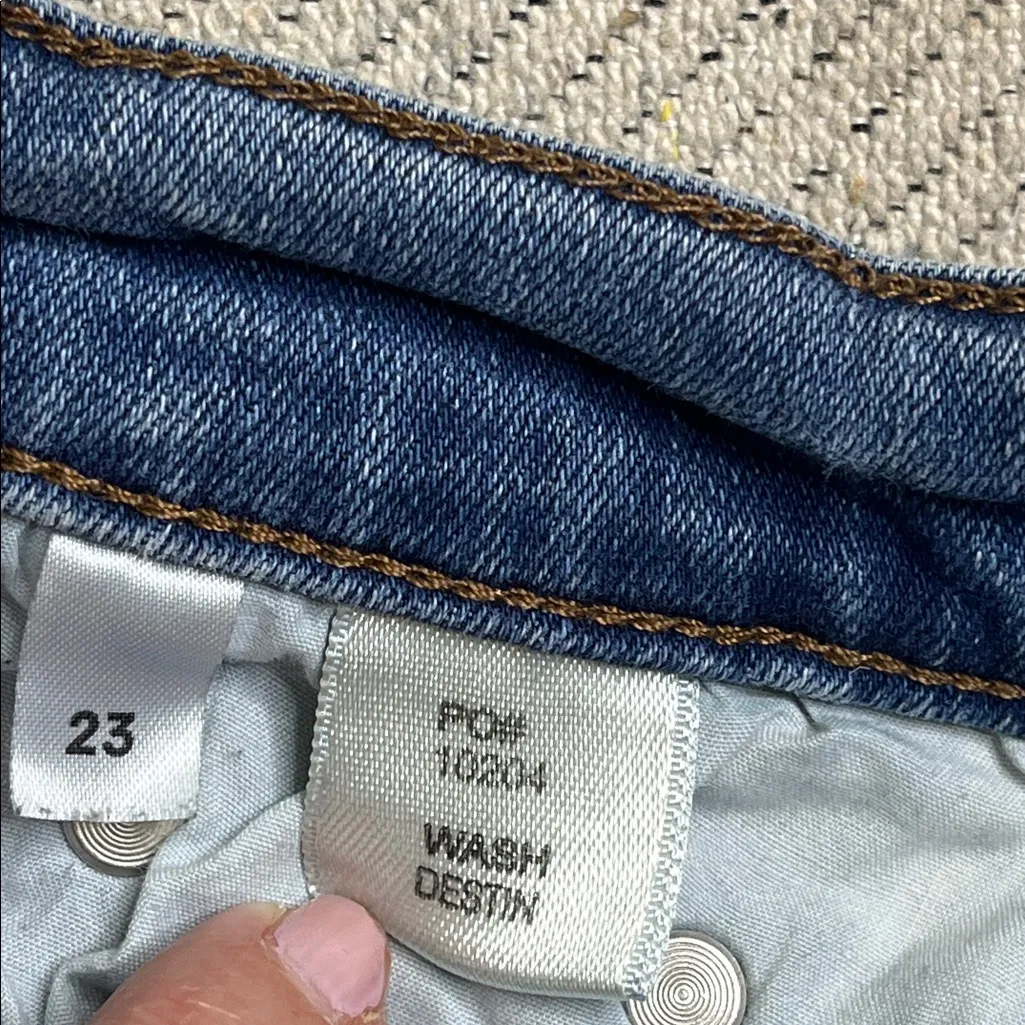 23
PO#
10204
WASH
DESTIN